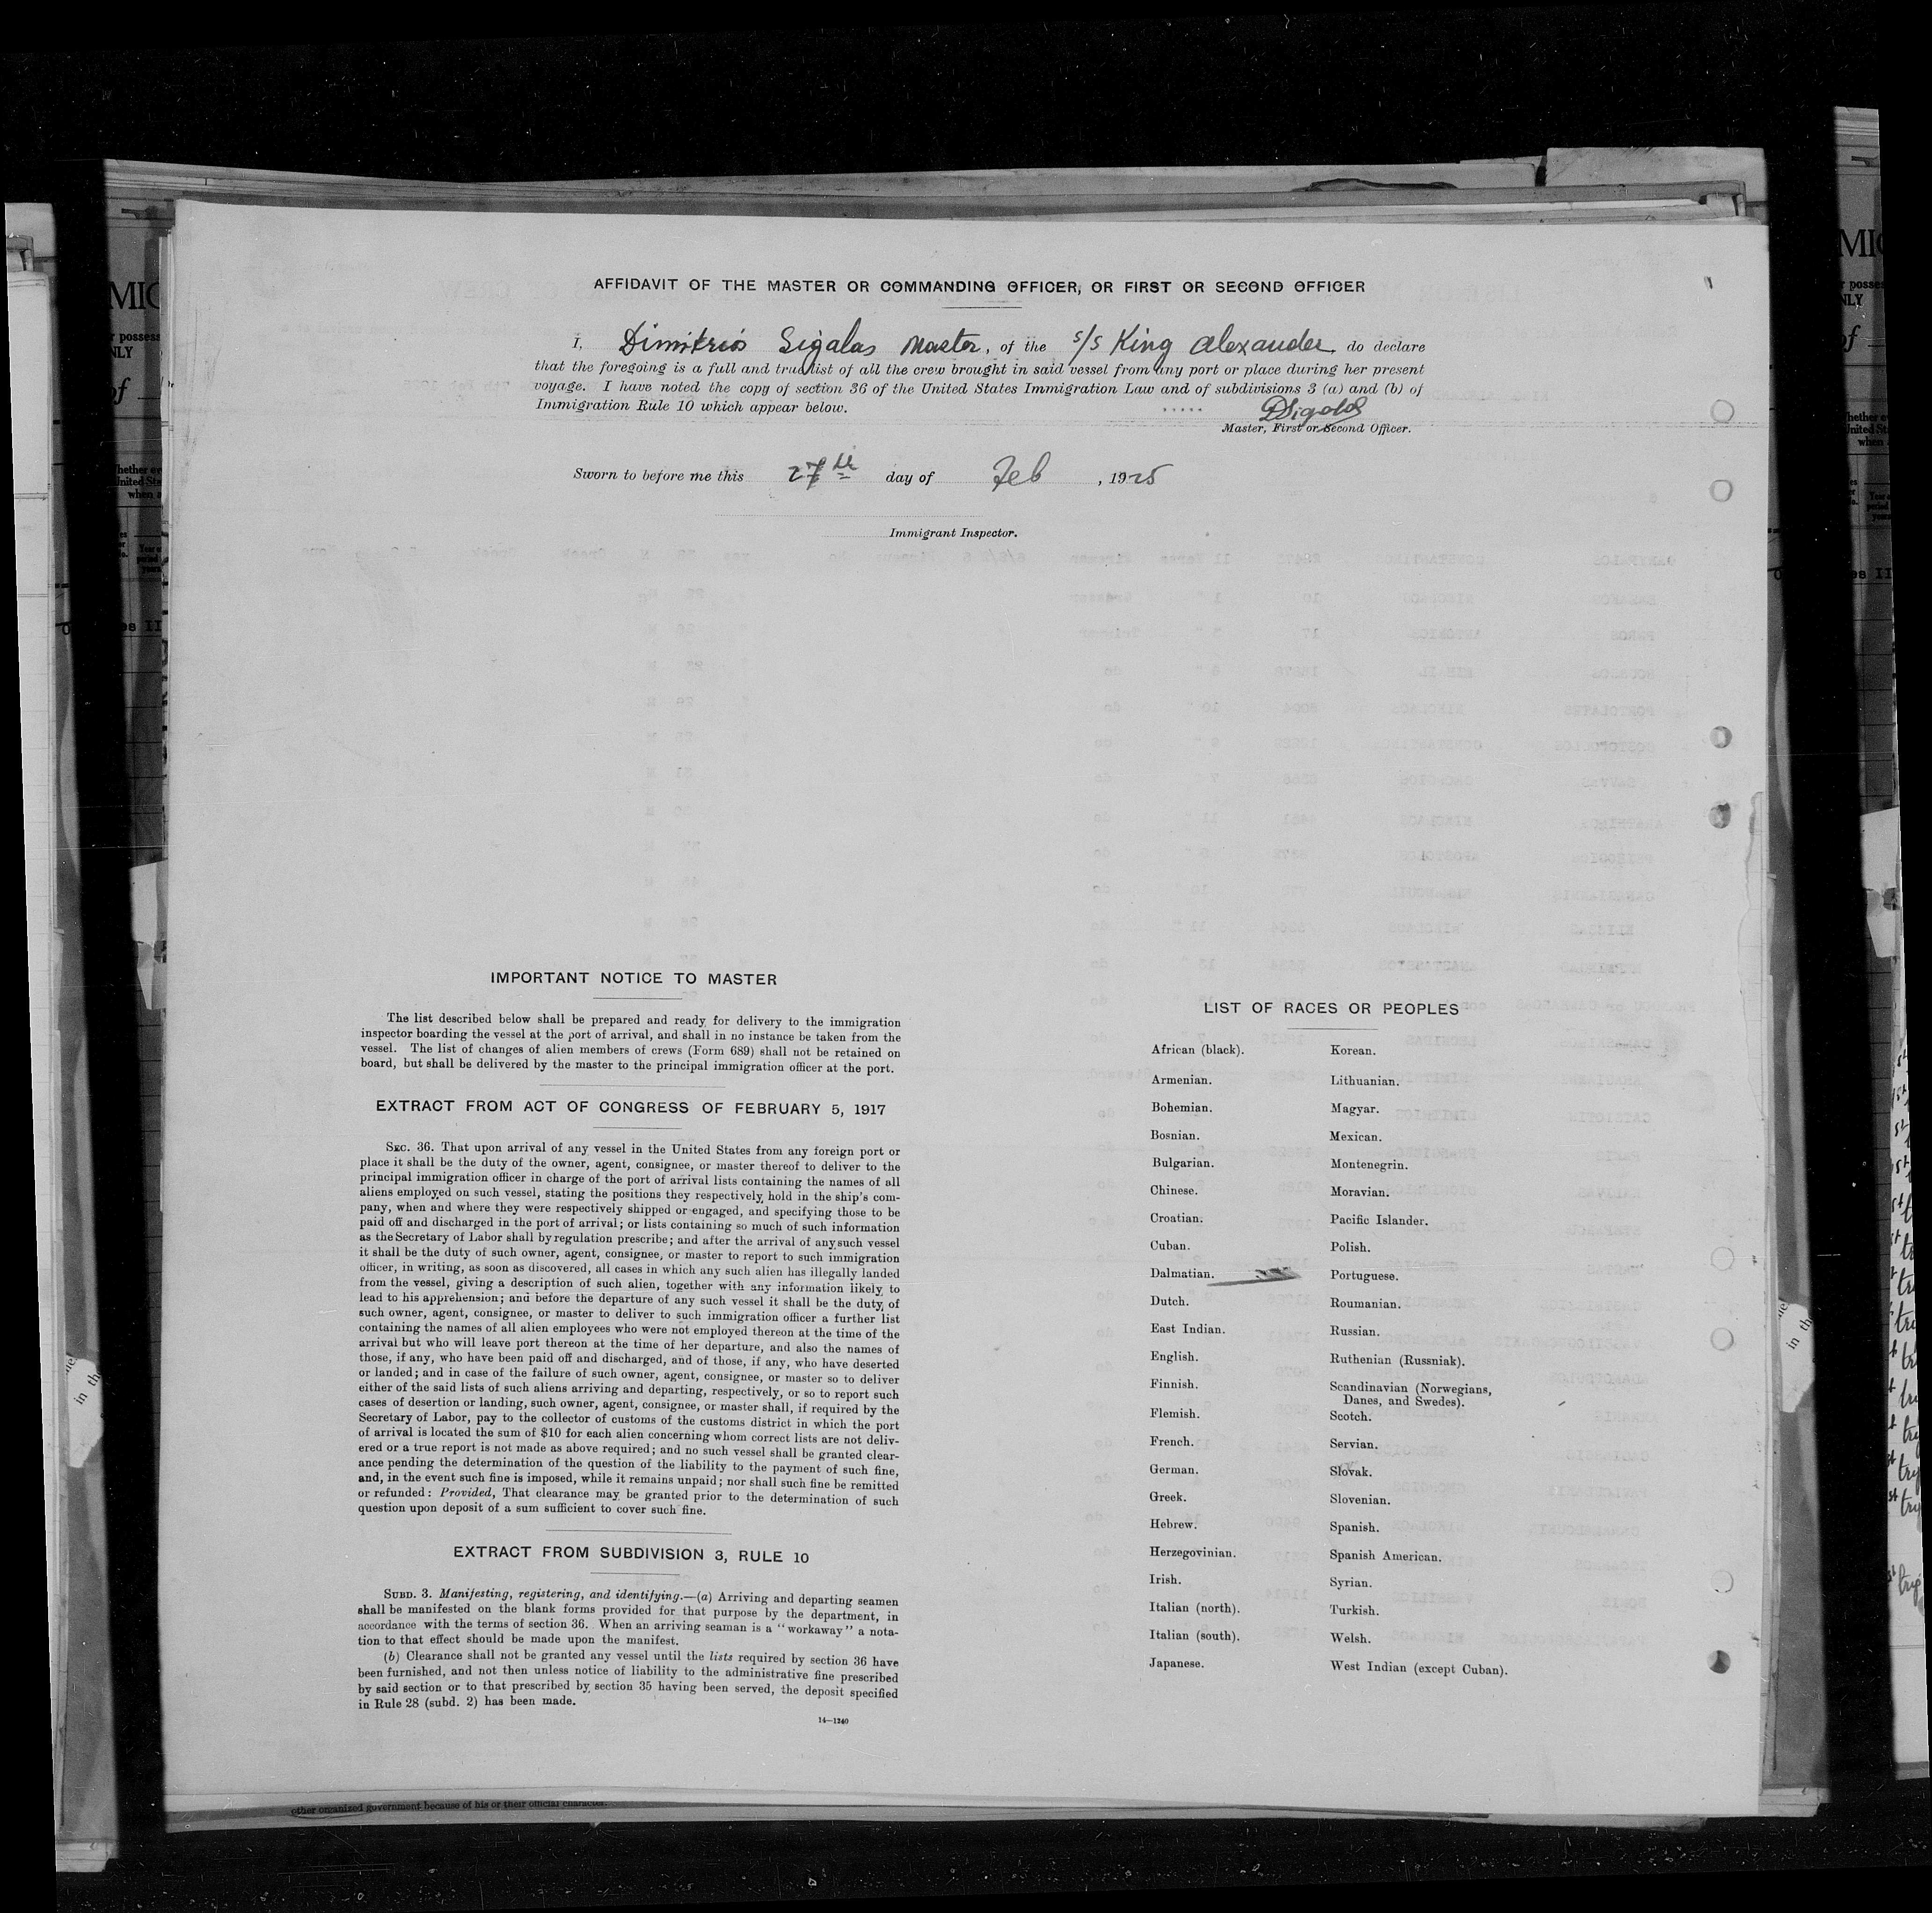 AFFIDAVIT OF THE MASTER OR COMMANDING OFFICER, OR FIRST OR SECOND OFFICER
I, Dimitrios Sigalas Master, of the S/S King Alexander, do declare
that the foregoing is a full and true list of all the crew brought in said vessel from any port or place during her present
voyage. I have noted the copy of section 36 of the United States Immigration Law and of subdivisions 3 (a) and (b) of
Immigration Rule 10 which appear below.
DSigalas
Master, First or Second Officer.
Sworn to before me this 27th day of Feb, 1925
Immigrant Inspector.
IMPORTANT NOTICE TO MASTER
The list described below shall be prepared and ready for delivery to the immigration
inspector boarding the vessel at the port of arrival, and shall in no instance be taken from the
vessel. The list of changes of alien members of crews (Form 689) shall not be retained on
board, but shall be delivered by the master to the principal immigration officer at the port.
EXTRACT FROM ACT OF CONGRESS OF FEBRUARY 5, 1917
SEC. 36. That upon arrival of any vessel in the United States from any foreign port or
place it shall be the duty of the owner, agent, consignee, or master thereof to deliver to the
principal immigration officer in charge of the port of arrival lists containing the names of all
aliens employed on such vessel, stating the positions they respectively hold in the ship's com-
pany, when and where they were respectively shipped or engaged, and specifying those to be
paid off and discharged in the port of arrival; or lists containing so much of such information
as the Secretary of Labor shall by regulation prescribe; and after the arrival of any such vessel
it shall be the duty of such owner, agent, consignee, or master to report to such immigration
officer, in writing, as soon as discovered, all cases in which any such alien has illegally landed
from the vessel, giving a description of such alien, together with any information likely to
lead to his apprehension; and before the departure of any such vessel it shall be the duty of
such owner, agent, consignee, or master to deliver to such immigration officer a further list
containing the names of all alien employees who were not employed thereon at the time of the
arrival but who will leave port thereon at the time of her departure, and also the names of
those, if any, who have been paid off and discharged, and of those, if any, who have deserted
or landed; and in case of the failure of such owner, agent, consignee, or master so to deliver
either of the said lists of such aliens arriving and departing, respectively, or so to report such
cases of desertion or landing, such owner, agent, consignee, or master shall, if required by the
Secretary of Labor, pay to the collector of customs of the customs district in which the port
of arrival is located the sum of $10 for each alien concerning whom correct lists are not deliv-
ered or a true report is not made as above required; and no such vessel shall be granted clear-
ance pending the determination of the question of the liability to the payment of such fine,
and, in the event such fine is imposed, while it remains unpaid; nor shall such fine be remitted
or refunded: Provided, That clearance may be granted prior to the determination of such
question upon deposit of a sum sufficient to cover such fine.
EXTRACT FROM SUBDIVISION 3, RULE 10
SUBD. 3. Manifesting, registering, and identifying.—(a) Arriving and departing seamen
shall be manifested on the blank forms provided for that purpose by the department, in
accordance with the terms of section 36. When an arriving seaman is a "workaway" a nota-
tion to that effect should be made upon the manifest.
(b) Clearance shall not be granted any vessel until the lists required by section 36 have
been furnished, and not then unless notice of liability to the administrative fine prescribed
by said section or to that prescribed by section 35 having been served, the deposit specified
in Rule 28 (subd. 2) has been made.
14—1240
LIST OF RACES OR PEOPLES
African (black).
Armenian.
Bohemian.
Bosnian.
Bulgarian.
Chinese.
Croatian.
Cuban.
Dalmatian.
Dutch.
East Indian.
English.
Finnish.
Flemish.
French.
German.
Greek.
Hebrew.
Herzegovinian.
Irish.
Italian (north).
Italian (south).
Japanese.
Korean.
Lithuanian.
Magyar.
Mexican.
Montenegrin.
Moravian.
Pacific Islander.
Polish.
Portuguese.
Roumanian.
Russian.
Ruthenian (Russniak).
Scandinavian (Norwegians,
Danes, and Swedes).
Scotch.
Servian.
Slovak.
Slovenian.
Spanish.
Spanish American.
Syrian.
Turkish.
Welsh.
West Indian (except Cuban).
other organized government because of his or their official character.